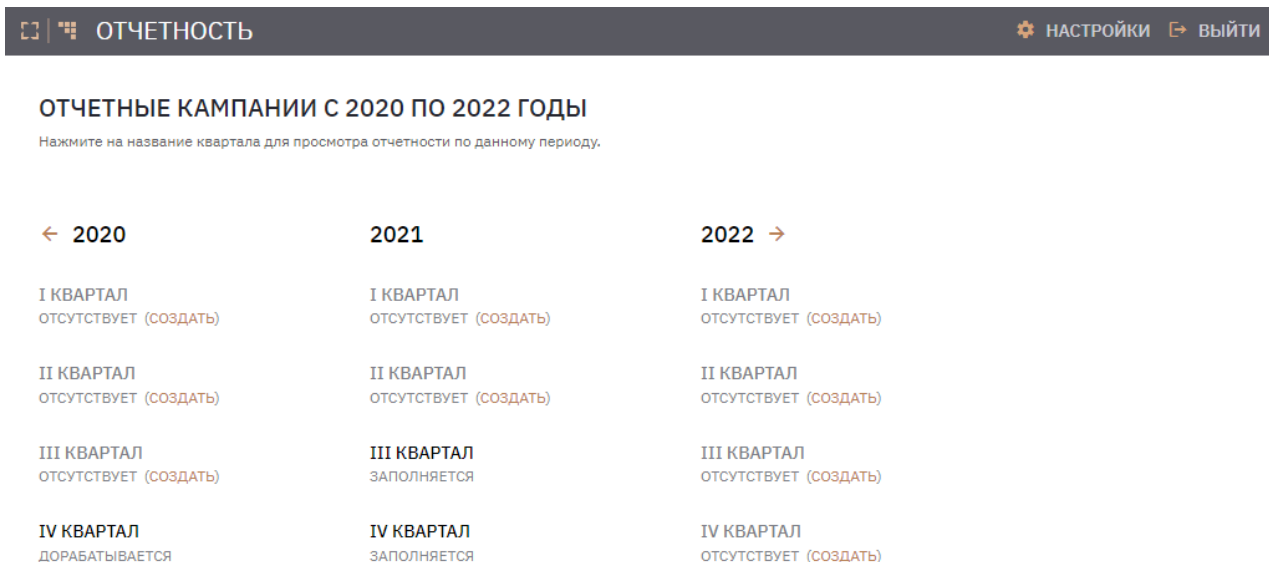 ОТЧЕТНОСТЬ
НАСТРОЙКИ ВЫЙТИ
ОТЧЕТНЫЕ КАМПАНИИ С 2020 ПО 2022 ГОДЫ
Нажмите на название квартала для просмотра отчетности по данному периоду.
← 2020
I КВАРТАЛ
ОТСУТСТВУЕТ (СОЗДАТЬ)
II КВАРТАЛ
ОТСУТСТВУЕТ (СОЗДАТЬ)
III КВАРТАЛ
ОТСУТСТВУЕТ (СОЗДАТЬ)
IV КВАРТАЛ
ДОРАБАТЫВАЕТСЯ
2021
I КВАРТАЛ
ОТСУТСТВУЕТ (СОЗДАТЬ)
II КВАРТАЛ
ОТСУТСТВУЕТ (СОЗДАТЬ)
III КВАРТАЛ
ЗАПОЛНЯЕТСЯ
IV КВАРТАЛ
ЗАПОЛНЯЕТСЯ
2022 →
I КВАРТАЛ
ОТСУТСТВУЕТ (СОЗДАТЬ)
II КВАРТАЛ
ОТСУТСТВУЕТ (СОЗДАТЬ)
III КВАРТАЛ
ОТСУТСТВУЕТ (СОЗДАТЬ)
IV КВАРТАЛ
ОТСУТСТВУЕТ (СОЗДАТЬ)